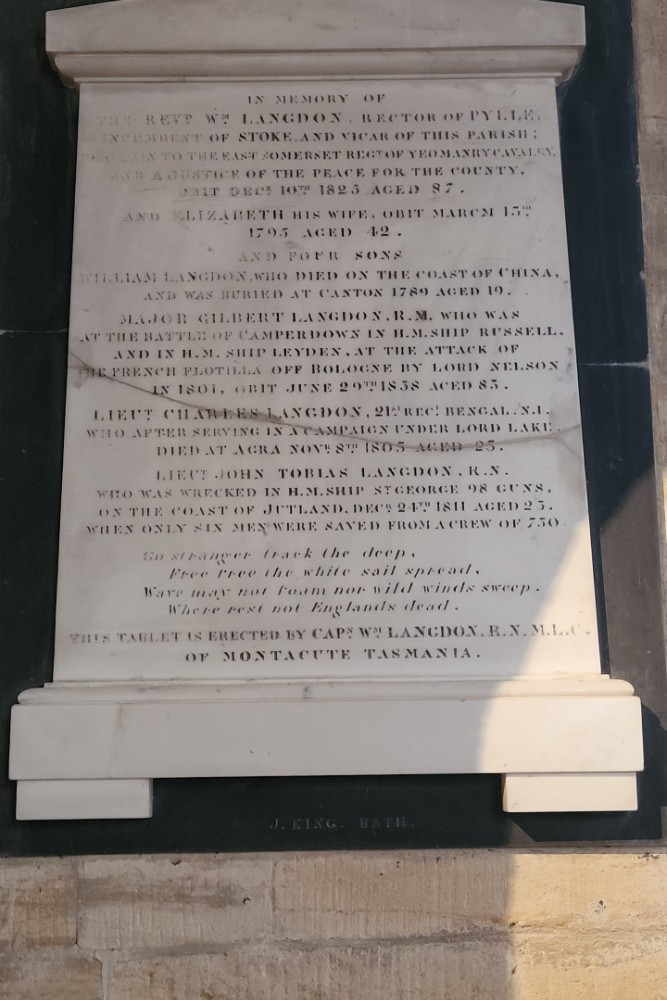 IN MEMORY OF
THE REVD. WM. LANGDON, RECTOR OF PYLLE,
INCUMBENT OF STOKE, AND VICAR OF THIS PARISH;
CHAPLAIN TO THE EAST SOMERSET REGT. OF YEOMANRY CAVALRY,
AND A JUSTICE OF THE PEACE FOR THE COUNTY,
OBIT DECR. 10TH 1825 AGED 87.
AND ELIZABETH HIS WIFE, OBIT MARCH 15TH
1795 AGED 42.
AND FOUR SONS
WILLIAM LANGDON, WHO DIED ON THE COAST OF CHINA,
AND WAS BURIED AT CANTON 1789 AGED 19.
MAJOR GILBERT LANGDON, R.M. WHO WAS
AT THE BATTLE OF CAMPERDOWN IN H.M. SHIP RUSSELL,
AND IN H.M. SHIP LEYDEN, AT THE ATTACK OF
THE FRENCH FLOTILLA OFF BOLOGNE BY LORD NELSON
IN 1801, OBIT JUNE 29TH 1858 AGED 83.
LIEUT. CHARLES LANGDON, 21ST. REGT. BENGAL. N.I.
WHO AFTER SERVING IN A CAMPAIGN UNDER LORD LAKE,
DIED AT AGRA NOVR. 8TH 1805 AGED 25.
LIEUT. JOHN TOBIAS LANGDON, R.N.
WHO WAS WRECKED IN H.M. SHIP ST. GEORGE 98 GUNS,
ON THE COAST OF JUTLAND, DECR. 24TH 1811 AGED 25.
WHEN ONLY SIX MEN WERE SAVED FROM A CREW OF 750
Go stranger track the deep,
Free free the white sail spread,
Wave may not foam nor wild winds sweep.
Where rest not Englands dead.
THIS TABLET IS ERECTED BY CAPN. WM. LANGDON. R.N. M.L.C.
OF MONTACUTE TASMANIA.
J. KING. BATH.